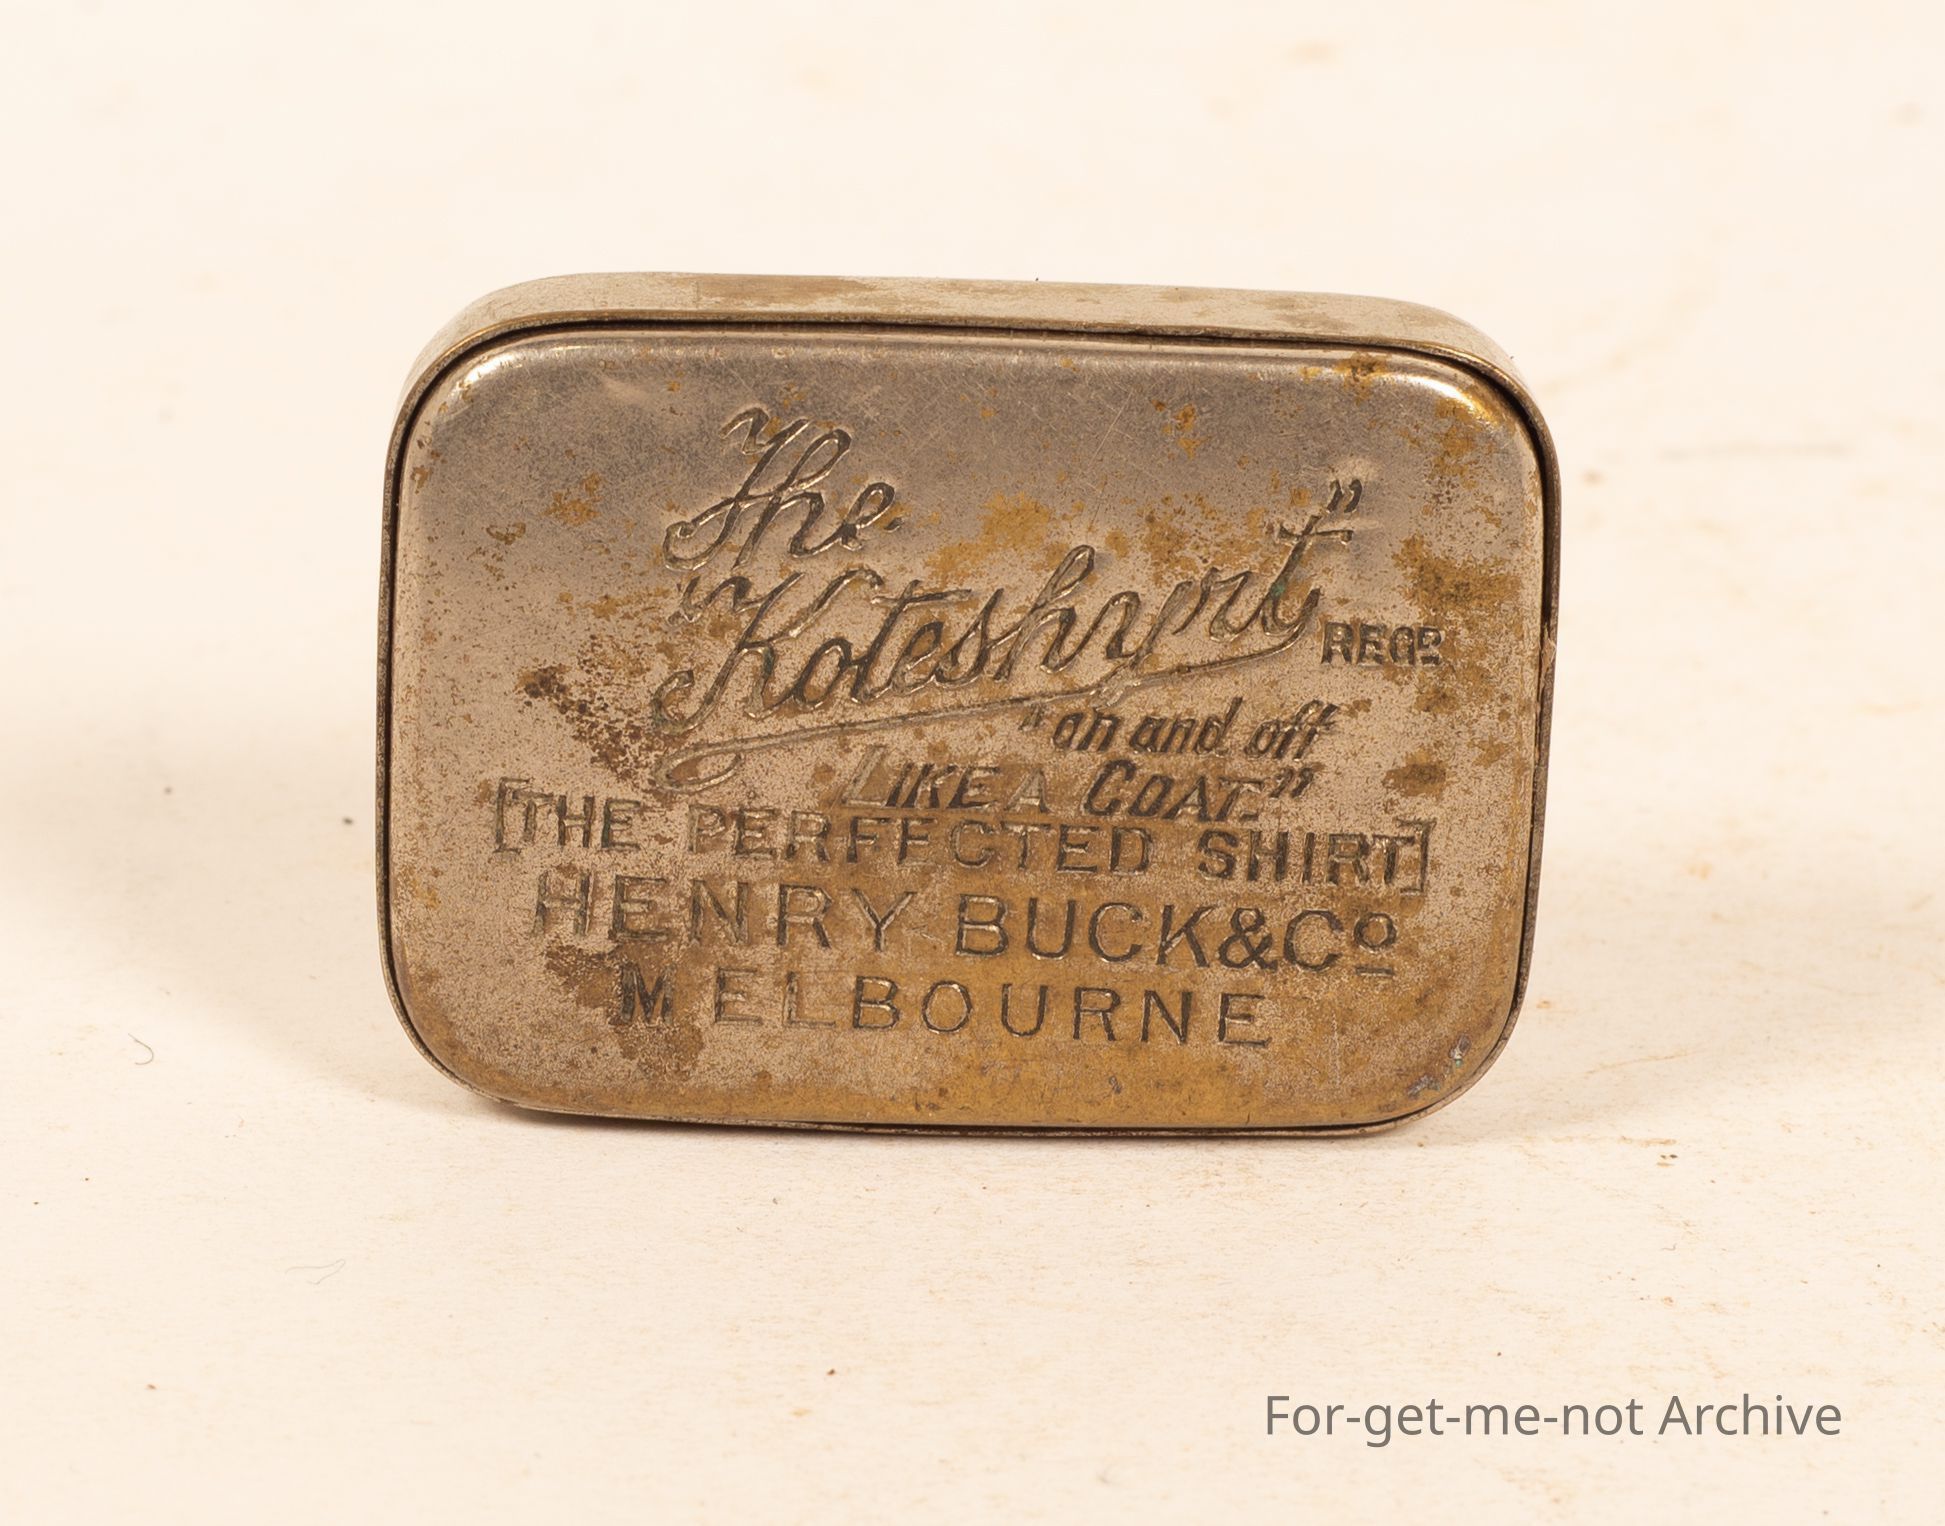 The
"Koteshyrt" REGD
"on and off
LIKE A COAT."
[THE PERFECTED SHIRT]
HENRY BUCK & Co
MELBOURNE
For-get-me-not Archive